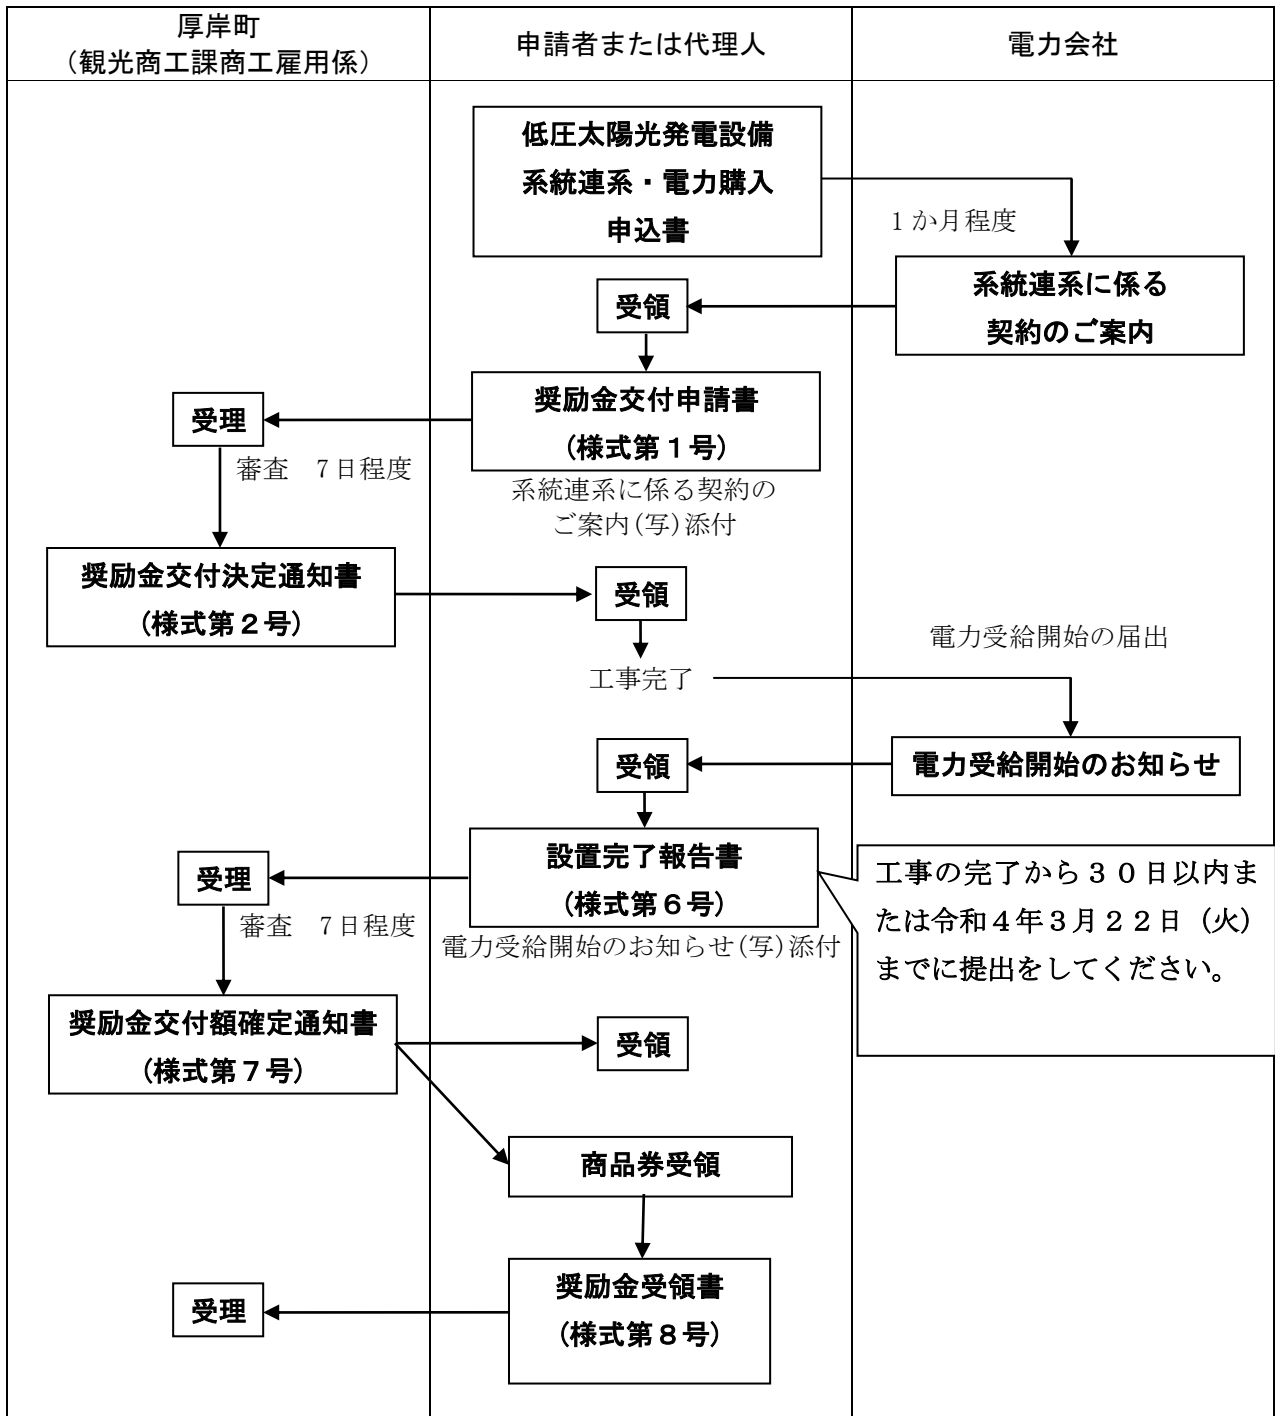 厚岸町
（観光商工課商工雇用係）
申請者または代理人
電力会社
低圧太陽光発電設備
系統連系・電力購入
申込書
1か月程度
系統連系に係る
契約のご案内
受領
奨励金交付申請書
(様式第１号)
系統連系に係る契約の
ご案内(写)添付
受理
審査　7日程度
奨励金交付決定通知書
(様式第２号)
受領
工事完了
電力受給開始の届出
電力受給開始のお知らせ
受領
設置完了報告書
(様式第６号)
電力受給開始のお知らせ(写)添付
工事の完了から３０日以内ま
たは令和４年３月２２日（火）
までに提出をしてください。
受理
審査　7日程度
奨励金交付額確定通知書
(様式第７号)
受領
商品券受領
奨励金受領書
(様式第８号)
受理